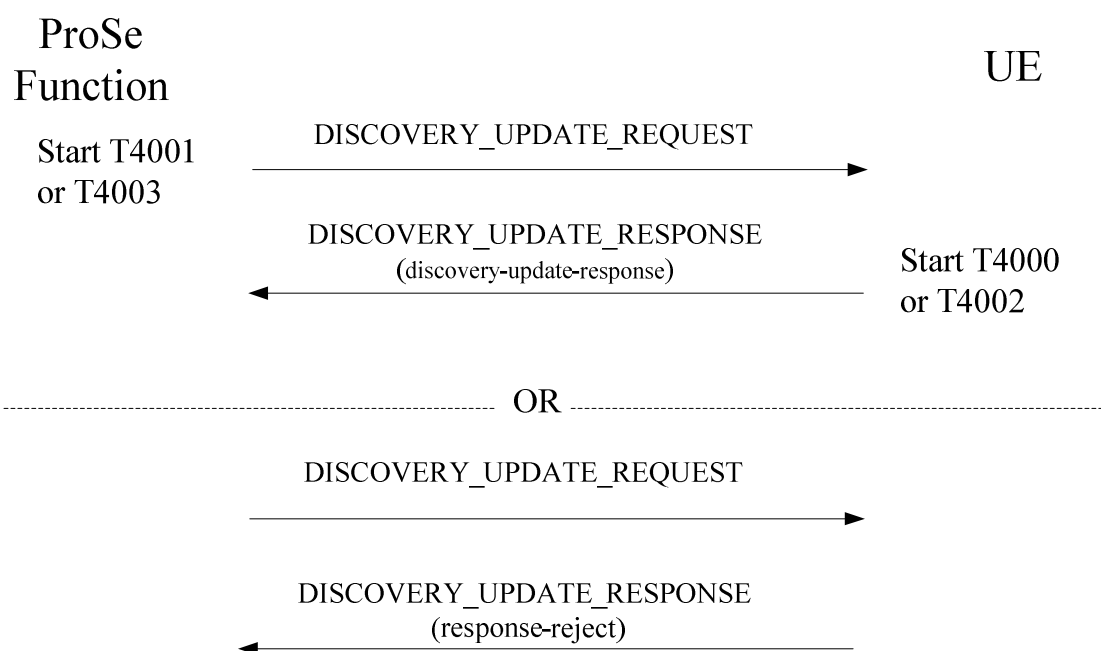 ProSe
Function
UE
Start T4001
or T4003
DISCOVERY_UPDATE_REQUEST
DISCOVERY_UPDATE_RESPONSE
(discovery-update-response)
Start T4000
or T4002
OR
DISCOVERY_UPDATE_REQUEST
DISCOVERY_UPDATE_RESPONSE
(response-reject)